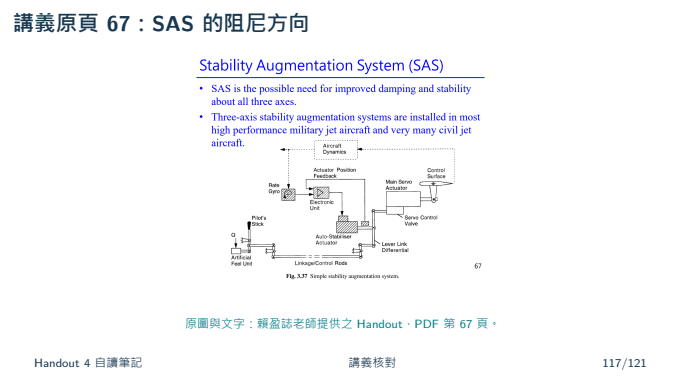 講義原頁 67：SAS 的阻尼方向
Stability Augmentation System (SAS)
• SAS is the possible need for improved damping and stability
about all three axes.
• Three-axis stability augmentation systems are installed in most
high performance military jet aircraft and very many civil jet
aircraft.
Aircraft
Dynamics
Actuator Position
Feedback
Control
Surface
Main Servo
Actuator
Rate
Gyro
Electronic
Unit
Pilot's
Stick
Servo Control
Valve
Q
Auto-Stabiliser
Actuator
Lever Link
Differential
Artificial
Feel Unit
Linkage/Control Rods
67
Fig. 3.37 Simple stability augmentation system.
原圖與文字：賴盈誌老師提供之 Handout，PDF 第 67 頁。
Handout 4 自讀筆記
講義核對
117/121